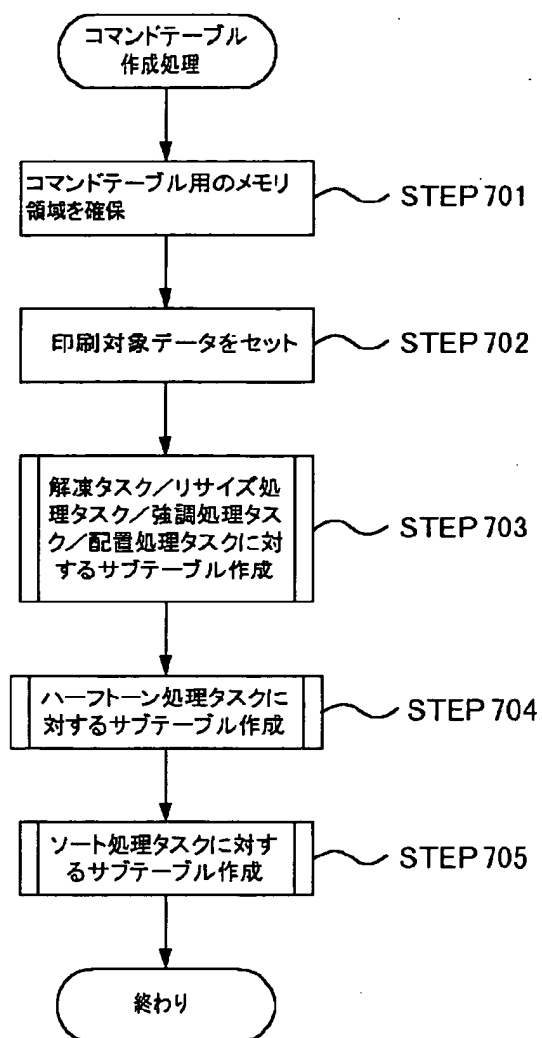 コマンドテーブル
作成処理
コマンドテーブル用のメモリ
領域を確保
STEP 701
印刷対象データをセット
STEP 702
解凍タスク／リサイズ処
理タスク／強調処理タス
ク／配置処理タスクに対
するサブテーブル作成
STEP 703
ハーフトーン処理タスクに
対するサブテーブル作成
STEP 704
ソート処理タスクに対す
るサブテーブル作成
STEP 705
終わり